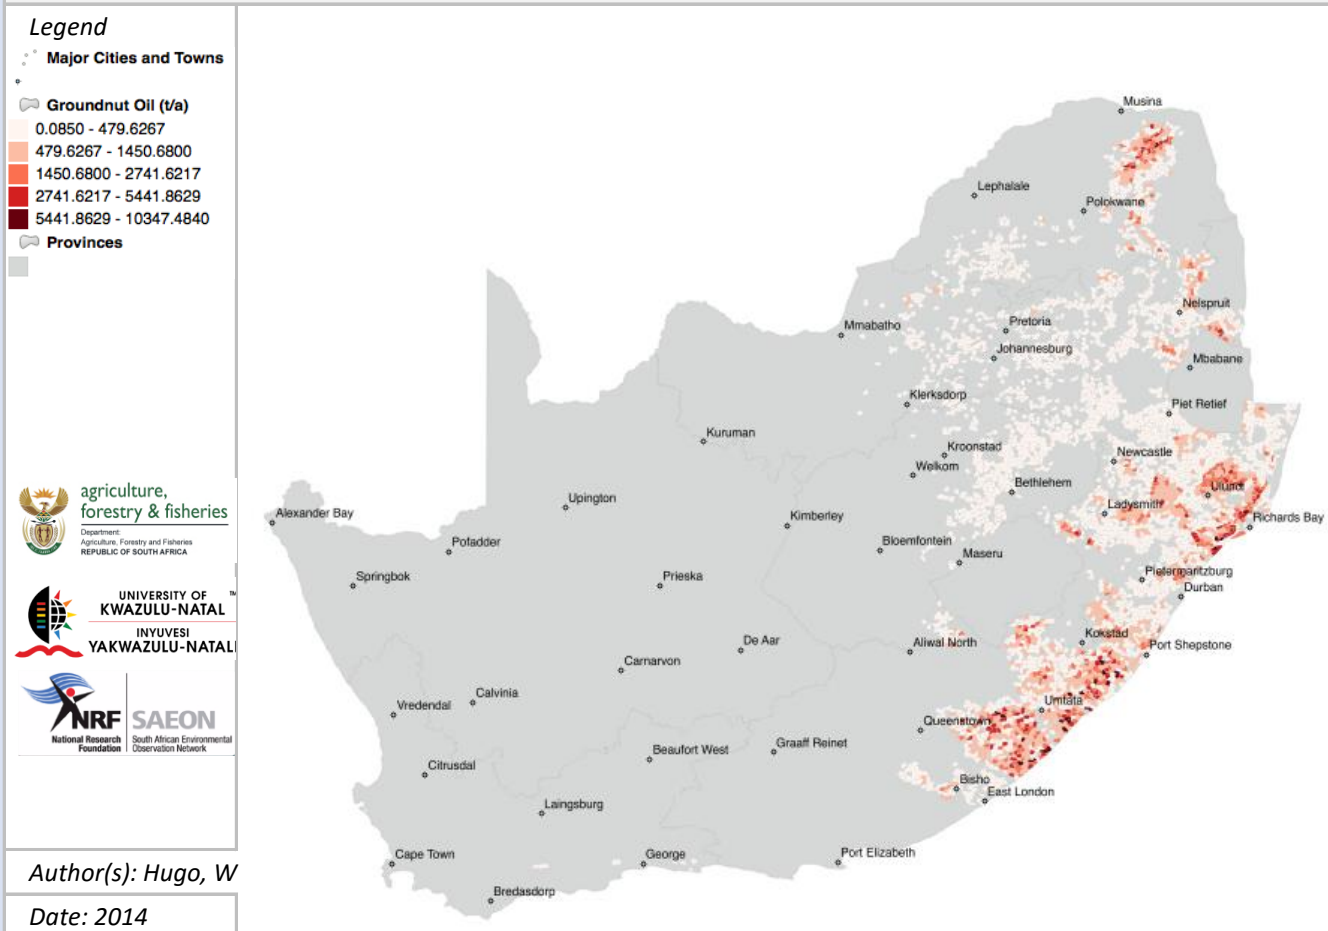 Legend
Major Cities and Towns
Groundnut Oil (t/a)
0.0850 - 479.6267
479.6267 - 1450.6800
1450.6800 - 2741.6217
2741.6217 - 5441.8629
5441.8629 - 10347.4840
Provinces
agriculture,
forestry & fisheries
Department:
Agriculture, Forestry and Fisheries
REPUBLIC OF SOUTH AFRICA
UNIVERSITY OF ™
KWAZULU-NATAL
INYUVESI
YAKWAZULU-NATALI
NRF SAEON
National Research Foundation
South African Environmental Observation Network
Author(s): Hugo, W
Date: 2014
Musina
Lephalale
Polokwane
Nelspruit
Mmabatho
Pretoria
Johannesburg
Mbabane
Klerksdorp
Piet Retief
Kuruman
Kroonstad
Newcastle
Welkom
Bethlehem
Ulundi
Upington
Ladysmith
Alexander Bay
Kimberley
Richards Bay
Pofadder
Bloemfontein
Maseru
Springbok
Prieska
Pietermaritzburg
Durban
De Aar
Aliwal North
Kokstad
Port Shepstone
Carnarvon
Calvinia
Vredendal
Umtata
Queenstown
Beaufort West
Graaff Reinet
Citrusdal
Bisho
East London
Laingsburg
Cape Town
George
Port Elizabeth
Bredasdorp